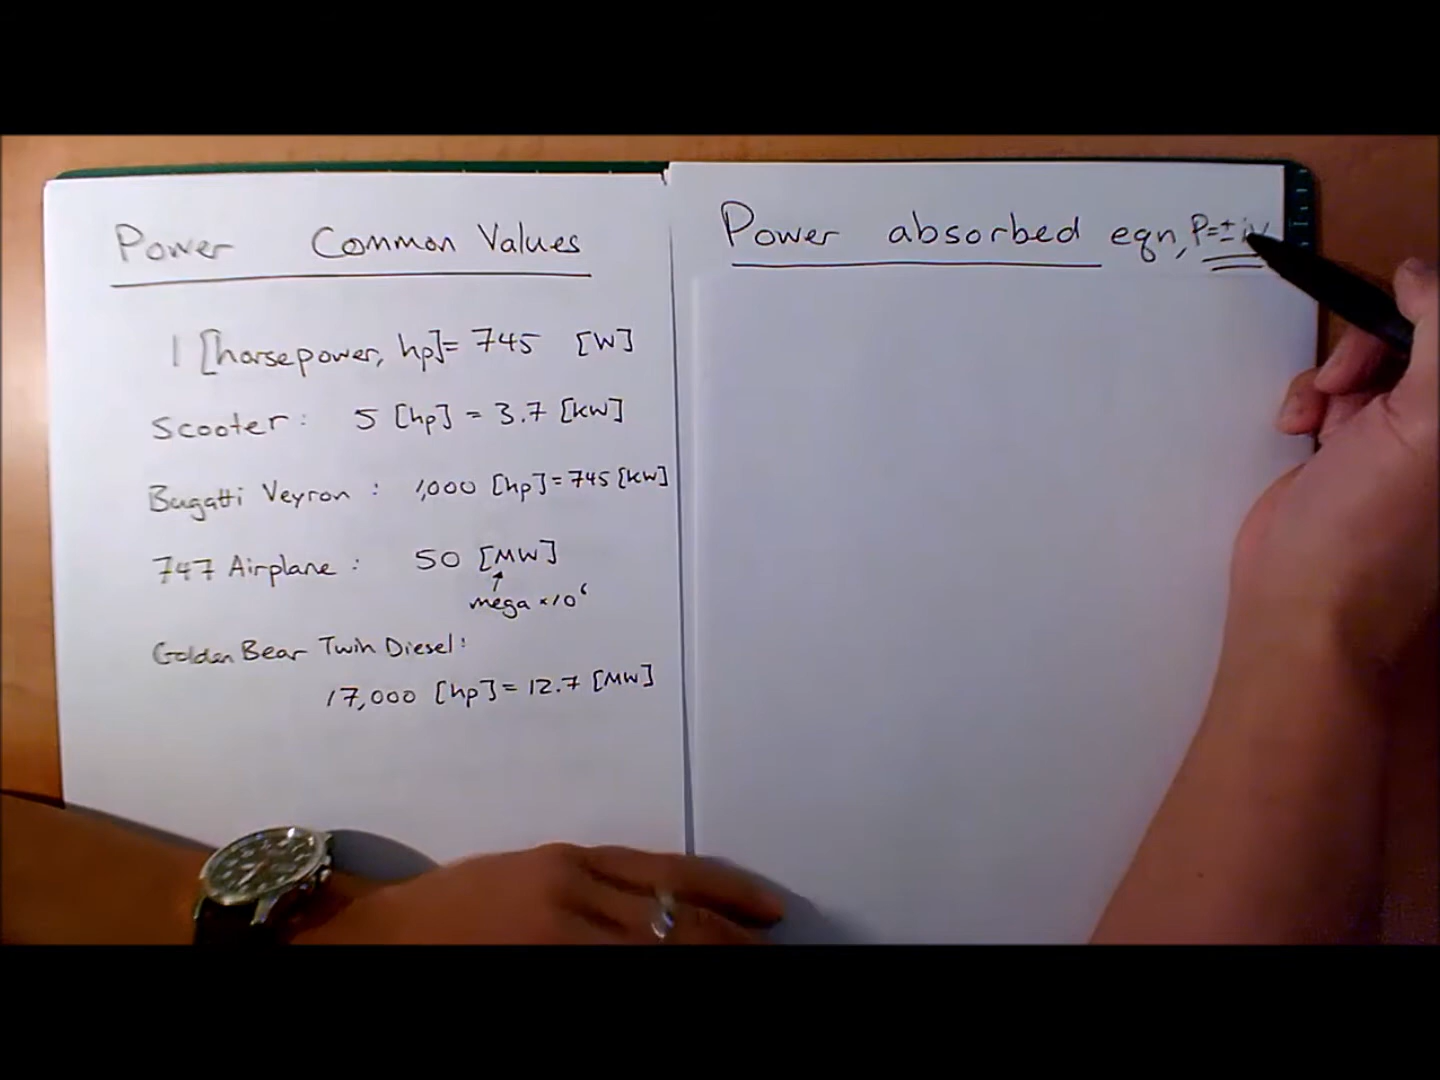 Power Common Values
1 [horsepower, hp] = 745 [W]
Scooter: 5 [hp] = 3.7 [kW]
Bugatti Veyron: 1,000 [hp] = 745 [kW]
747 Airplane: 50 [MW]
↑
mega ×10⁶
Golden Bear Twin Diesel:
17,000 [hp] = 12.7 [MW]
Power absorbed eqn, P=± iv